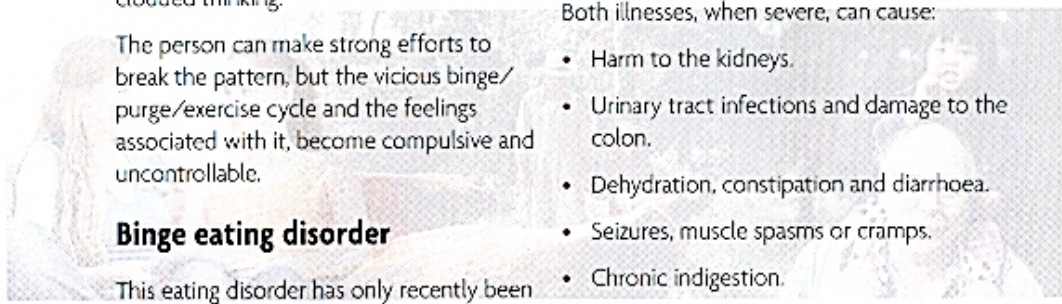 clouded thinking.
The person can make strong efforts to
break the pattern, but the vicious binge/
purge/exercise cycle and the feelings
associated with it, become compulsive and
uncontrollable.
Binge eating disorder
This eating disorder has only recently been
Both illnesses, when severe, can cause:
• Harm to the kidneys.
• Urinary tract infections and damage to the
colon.
• Dehydration, constipation and diarrhoea.
• Seizures, muscle spasms or cramps.
• Chronic indigestion.